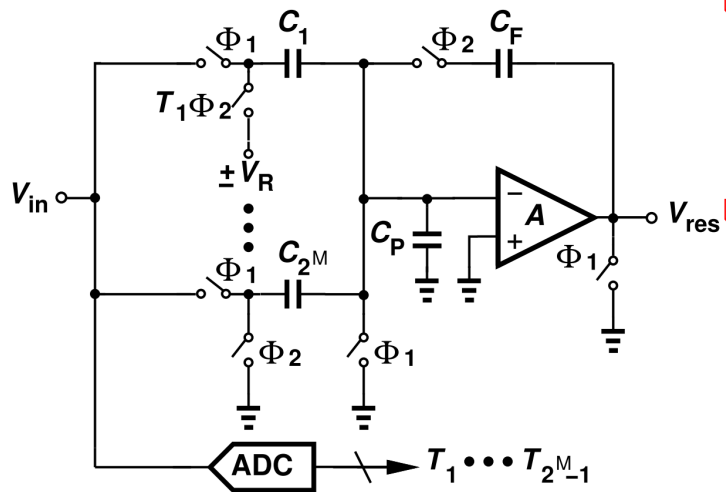 C1 CF
Φ1 Φ2
T1Φ2
± VR
Vin
A
− +
Vres
CP
C2M
Φ1 Φ1
Φ2 Φ1
ADC
T1 ••• T2M−1